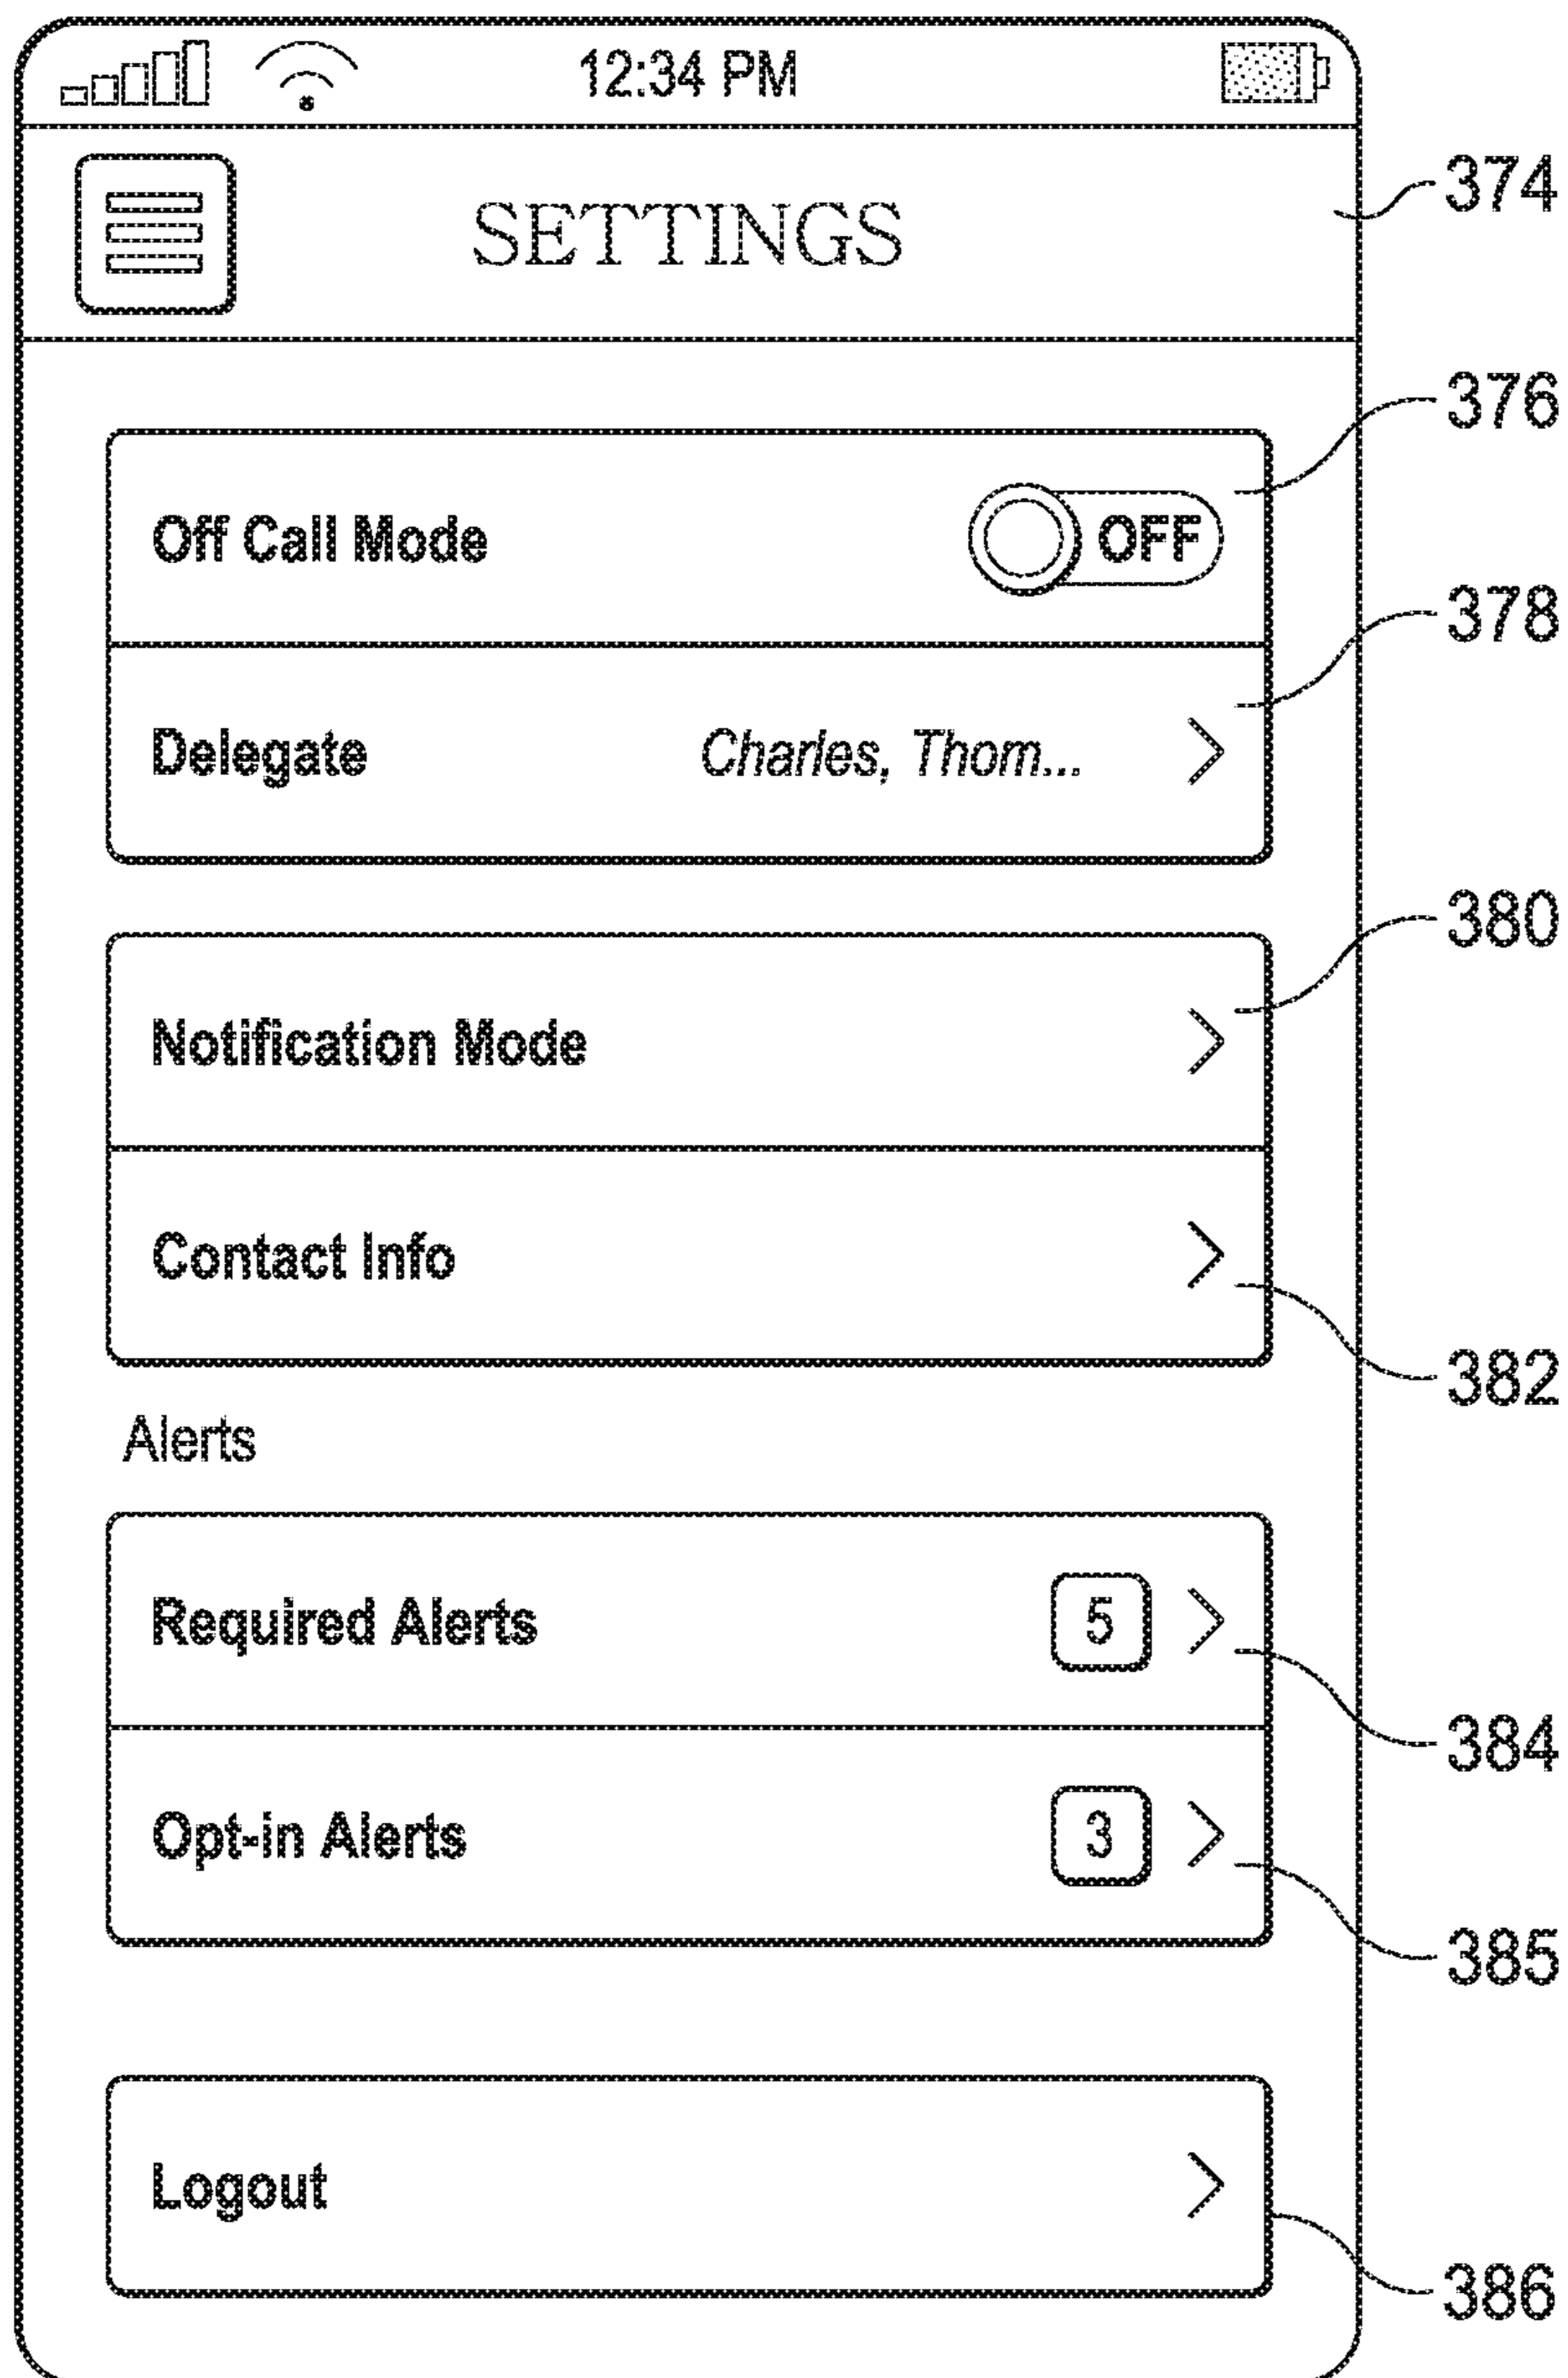 12:34 PM
SETTINGS
374
376
Off Call Mode OFF
378
Delegate Charles, Thom...
380
Notification Mode
Contact Info
382
Alerts
Required Alerts 5
384
Opt-in Alerts 3
385
Logout
386